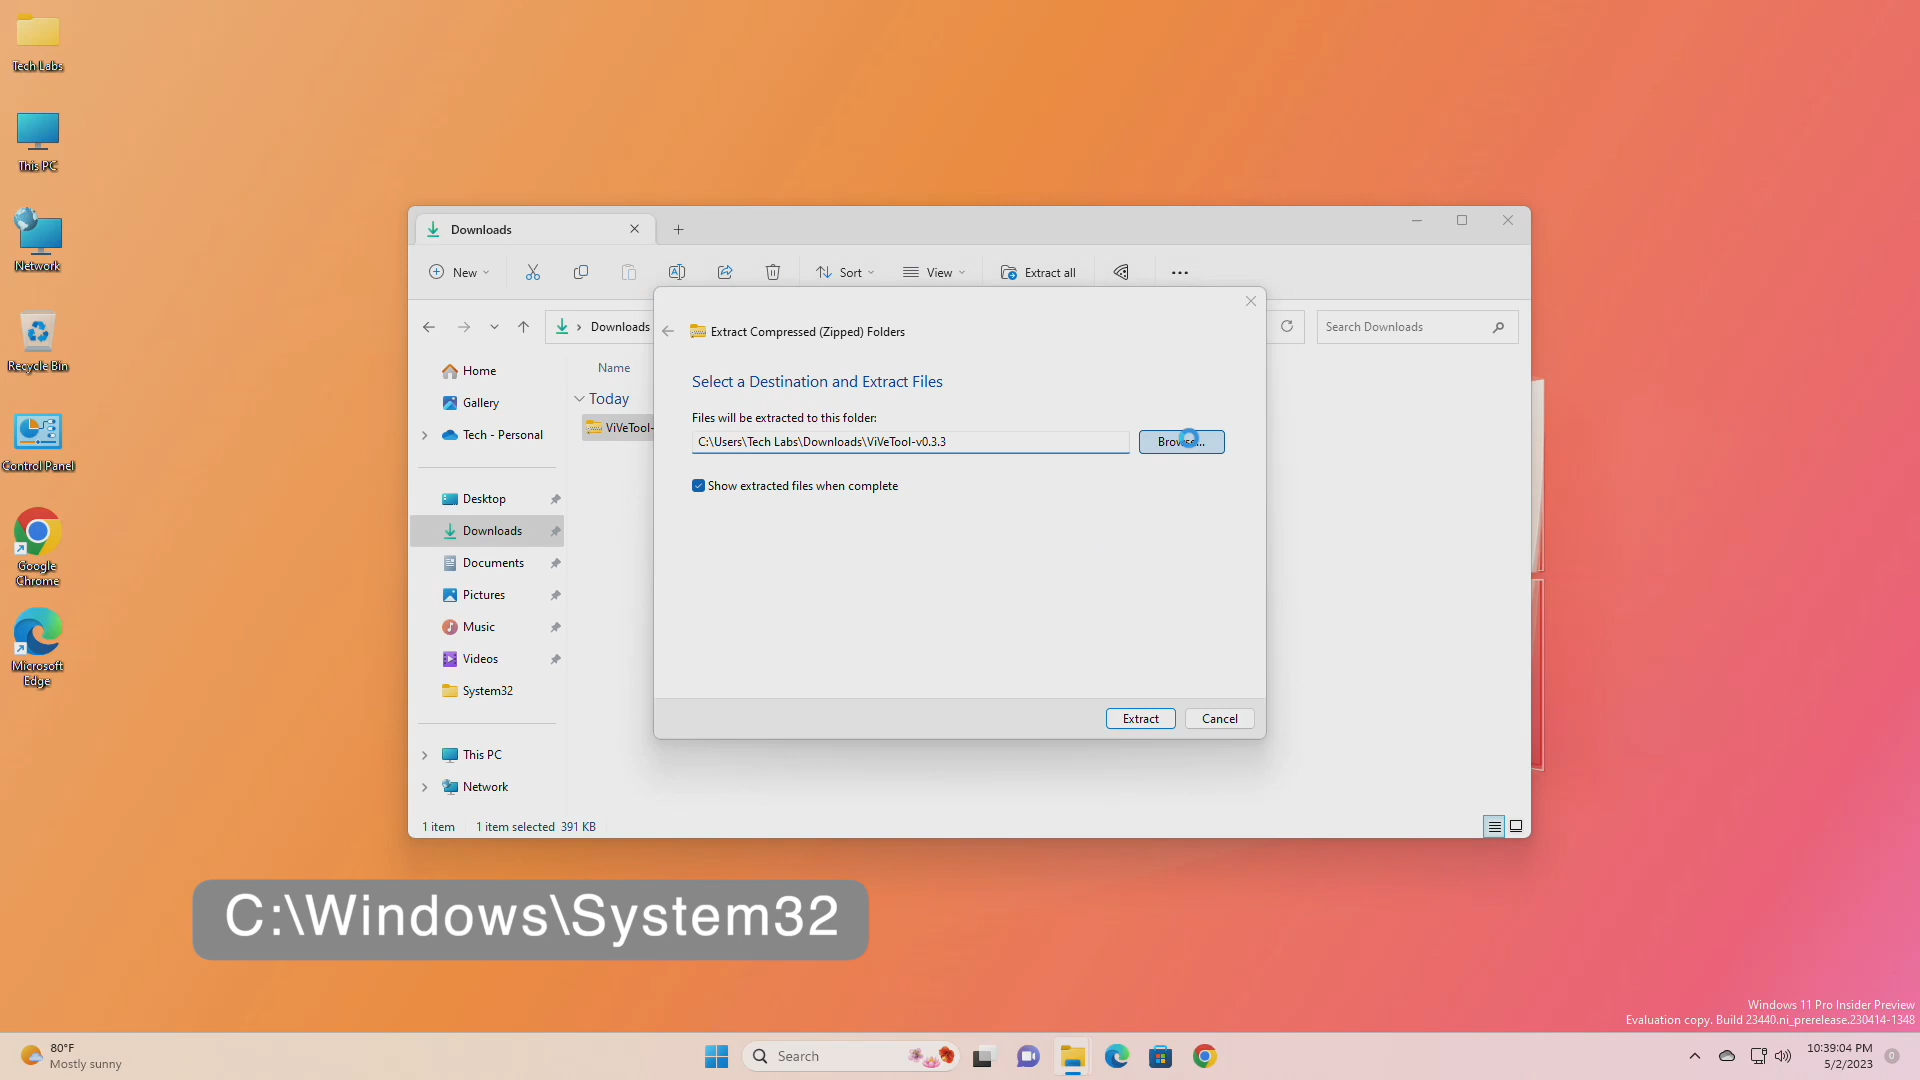 Tech Labs
This PC
Network
Recycle Bin
Control Panel
Google
Chrome
Microsoft
Edge
Downloads
New
Sort
View
Extract all
Downloads
Search Downloads
Home
Gallery
Tech - Personal
Desktop
Downloads
Documents
Pictures
Music
Videos
System32
This PC
Network
Name
Today
ViVeTool-
Extract Compressed (Zipped) Folders
Select a Destination and Extract Files
Files will be extracted to this folder:
C:\Users\Tech Labs\Downloads\ViVeTool-v0.3.3
Browse...
Show extracted files when complete
Extract
Cancel
1 item
1 item selected 391 KB
C:\Windows\System32
Windows 11 Pro Insider Preview
Evaluation copy. Build 23440.ni_prerelease.230414-1348
80°F
Mostly sunny
Search
10:39:04 PM
5/2/2023
0